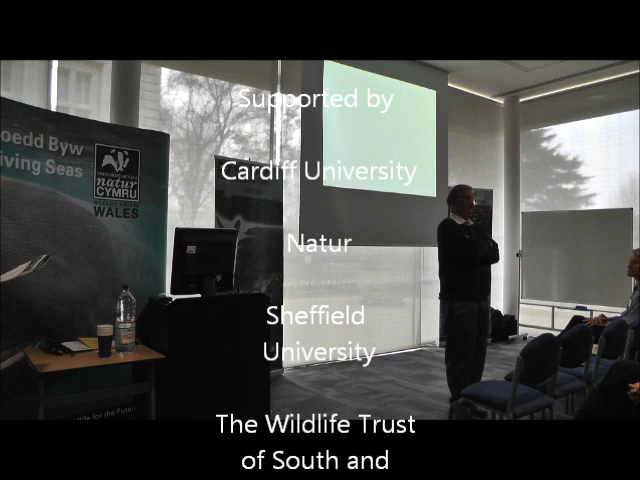 Supported by
Cardiff University
Natur
Sheffield
University
The Wildlife Trust
of South and
oedd Byw
iving Seas
natur
CYMRU
WALES